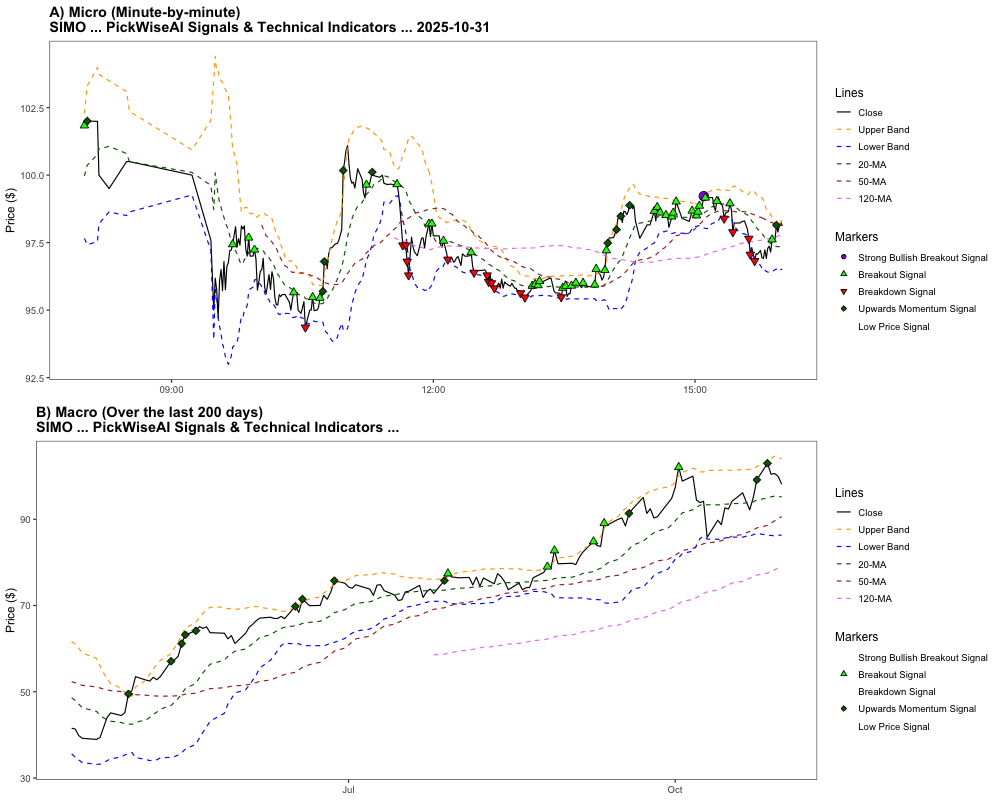 A) Micro (Minute-by-minute)
SIMO ... PickWiseAI Signals & Technical Indicators ... 2025-10-31
Price ($)
102.5
100.0
97.5
95.0
92.5
09:00
12:00
15:00
Lines
Close
Upper Band
Lower Band
20-MA
50-MA
120-MA
Markers
Strong Bullish Breakout Signal
Breakout Signal
Breakdown Signal
Upwards Momentum Signal
Low Price Signal
B) Macro (Over the last 200 days)
SIMO ... PickWiseAI Signals & Technical Indicators ...
Price ($)
90
70
50
30
Jul
Oct
Lines
Close
Upper Band
Lower Band
20-MA
50-MA
120-MA
Markers
Strong Bullish Breakout Signal
Breakout Signal
Breakdown Signal
Upwards Momentum Signal
Low Price Signal